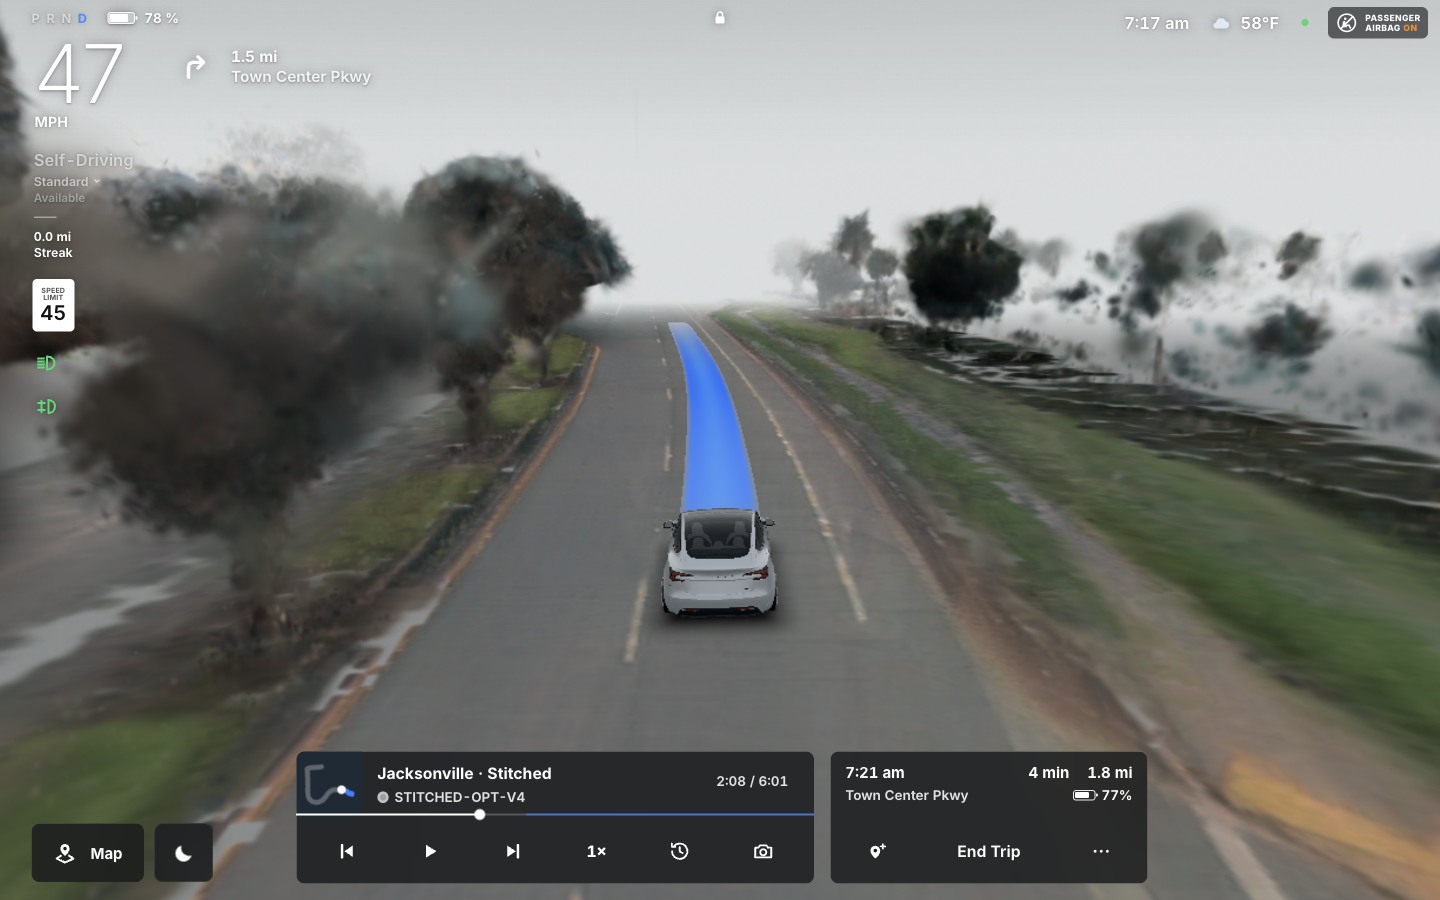 P R N D
78 %
7:17 am
58°F
PASSENGER
AIRBAG ON
47
MPH
1.5 mi
Town Center Pkwy
Self-Driving
Standard
Available
0.0 mi
Streak
SPEED
LIMIT
45
Jacksonville · Stitched
STITCHED-OPT-V4
2:08 / 6:01
1×
7:21 am
4 min
1.8 mi
Town Center Pkwy
77%
End Trip
Map